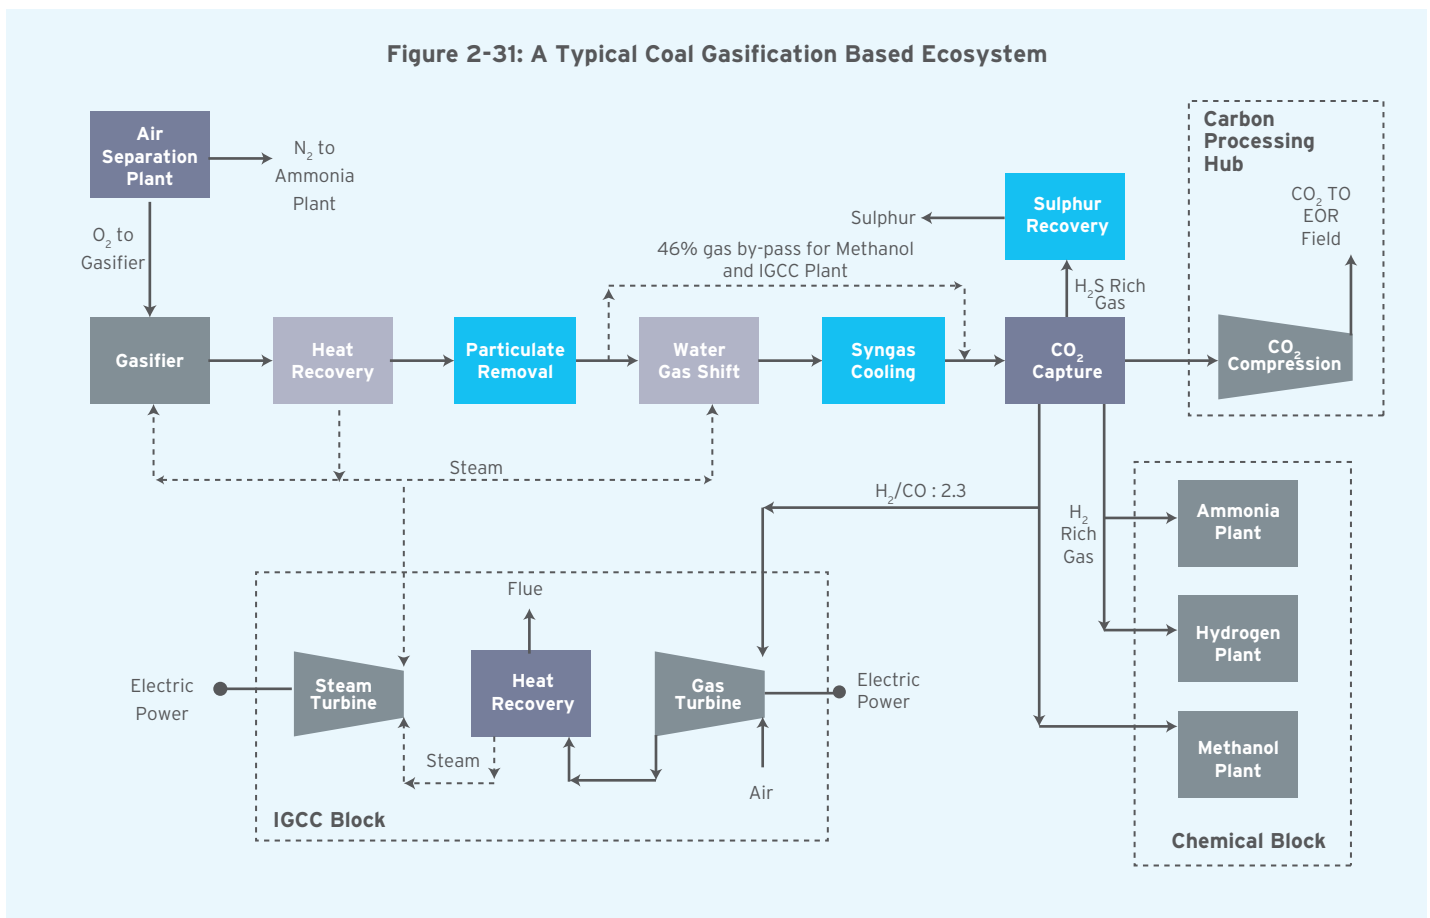 Figure 2-31: A Typical Coal Gasification Based Ecosystem
Air
Separation
Plant
N₂ to
Ammonia
Plant
O₂ to
Gasifier
Carbon
Processing
Hub
CO₂ TO
EOR
Field
Sulphur
Sulphur
Recovery
46% gas by-pass for Methanol
and IGCC Plant
H₂S Rich
Gas
Gasifier
Heat
Recovery
Particulate
Removal
Water
Gas Shift
Syngas
Cooling
CO₂
Capture
CO₂
Compression
Steam
H₂/CO : 2.3
H₂
Rich
Gas
Ammonia
Plant
Hydrogen
Plant
Methanol
Plant
Chemical Block
Flue
Electric
Power
Steam
Turbine
Heat
Recovery
Gas
Turbine
Electric
Power
Steam
Air
IGCC Block